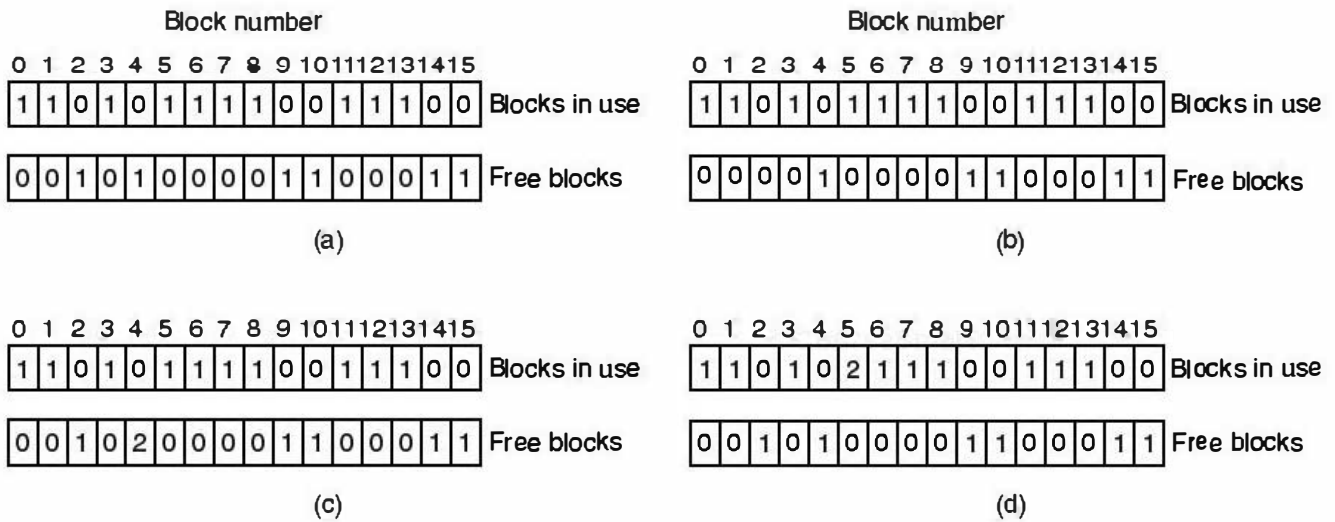 Block number
0 1 2 3 4 5 6 7 8 9 10 11 12 13 14 15
1 1 0 1 0 1 1 1 1 0 0 1 1 1 0 0 Blocks in use
0 0 1 0 1 0 0 0 0 1 1 0 0 0 1 1 Free blocks
(a)
Block number
0 1 2 3 4 5 6 7 8 9 10 11 12 13 14 15
1 1 0 1 0 1 1 1 1 0 0 1 1 1 0 0 Blocks in use
0 0 0 0 1 0 0 0 0 1 1 0 0 0 1 1 Free blocks
(b)
0 1 2 3 4 5 6 7 8 9 10 11 12 13 14 15
1 1 0 1 0 1 1 1 1 0 0 1 1 1 0 0 Blocks in use
0 0 1 0 2 0 0 0 0 1 1 0 0 0 1 1 Free blocks
(c)
0 1 2 3 4 5 6 7 8 9 10 11 12 13 14 15
1 1 0 1 0 2 1 1 1 0 0 1 1 1 0 0 Blocks in use
0 0 1 0 1 0 0 0 0 1 1 0 0 0 1 1 Free blocks
(d)